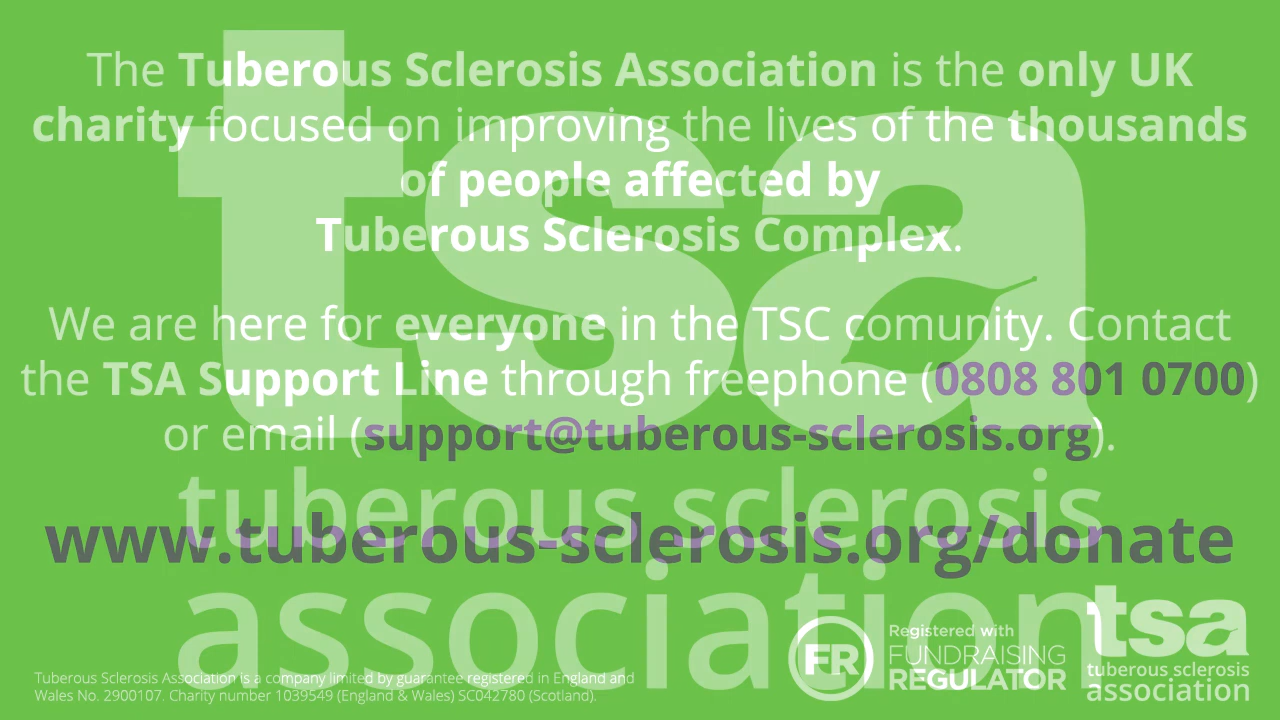 The Tuberous Sclerosis Association is the only UK
charity focused on improving the lives of the thousands
of people affected by
Tuberous Sclerosis Complex.
We are here for everyone in the TSC comunity. Contact
the TSA Support Line through freephone (0808 801 0700)
or email (support@tuberous-sclerosis.org).
www.tuberous-sclerosis.org/donate
tsa
tuberous sclerosis
association
Tuberous Sclerosis Association is a company limited by guarantee registered in England and
Wales No. 2900107. Charity number 1039549 (England & Wales) SC042780 (Scotland).
FR
Registered with
FUNDRAISING
REGULATOR
tsa
tuberous sclerosis
association